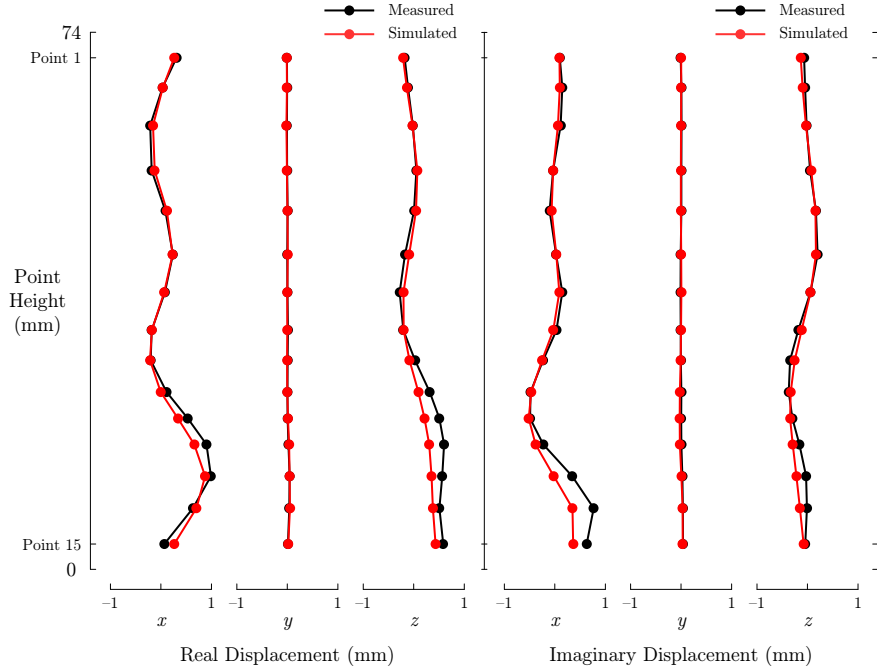 Measured
Simulated
Measured
Simulated
74
Point 1
Point
Height
(mm)
Point 15
0
−1 1 −1 1 −1 1 −1 1 −1 1 −1 1
x y z x y z
Real Displacement (mm) Imaginary Displacement (mm)